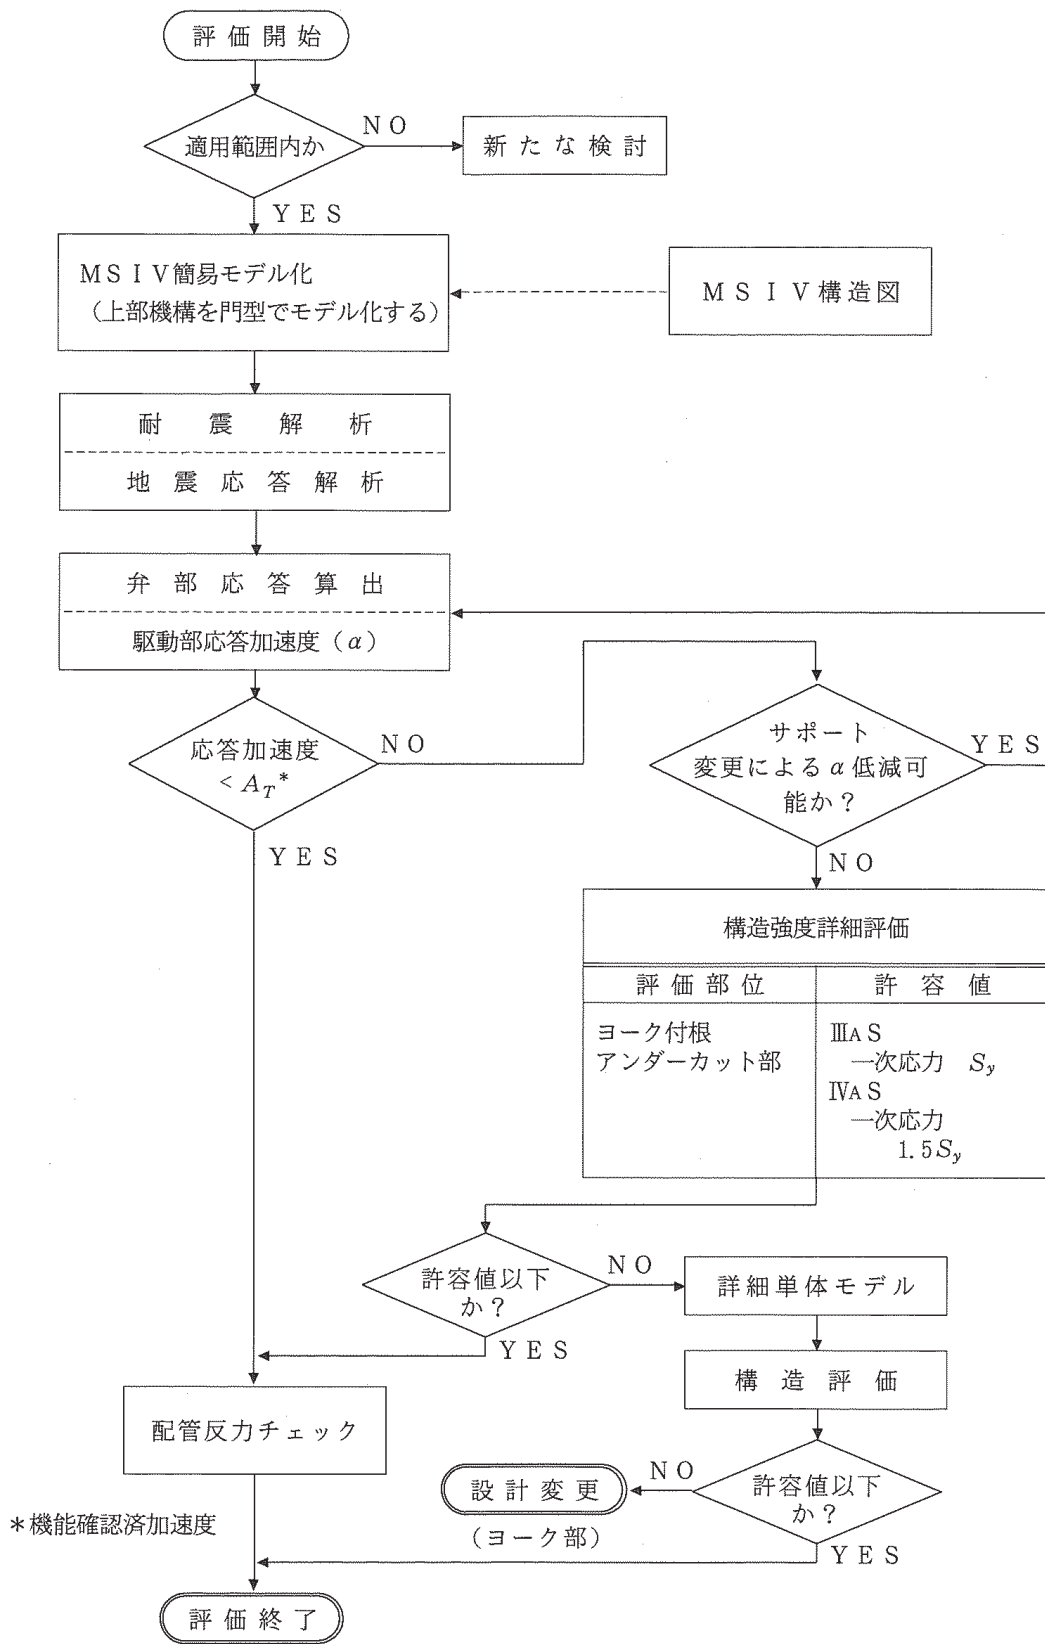 評価開始
適用範囲内か
NO
新たな検討
YES
MSIV簡易モデル化
(上部機構を門型でモデル化する)
MSIV構造図
耐震解析
地震応答解析
弁部応答算出
駆動部応答加速度(α)
応答加速度
< A_T*
NO
YES
サポート
変更によるα低減可
能か?
YES
NO
構造強度詳細評価
評価部位
許容値
ヨーク付根
アンダーカット部
ⅢAS
一次応力 Sy
ⅣAS
一次応力
1.5Sy
許容値以下
か?
NO
YES
詳細単体モデル
構造評価
配管反力チェック
許容値以下
か?
NO
設計変更
(ヨーク部)
YES
*機能確認済加速度
評価終了